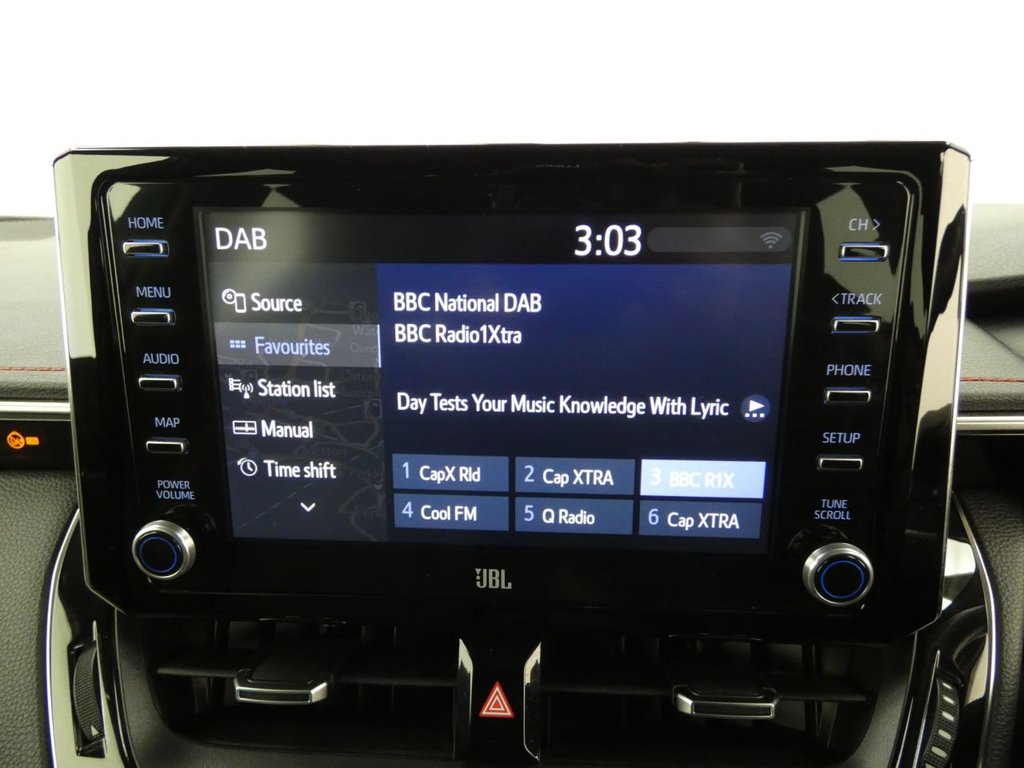 HOME
MENU
AUDIO
MAP
POWER
VOLUME
DAB
3:03
Source
Favourites
Station list
Manual
Time shift
BBC National DAB
BBC Radio1Xtra
Day Tests Your Music Knowledge With Lyric
1 CapX Rld
2 Cap XTRA
3 BBC R1X
4 Cool FM
5 Q Radio
6 Cap XTRA
CH >
< TRACK
PHONE
SETUP
TUNE
SCROLL
JBL